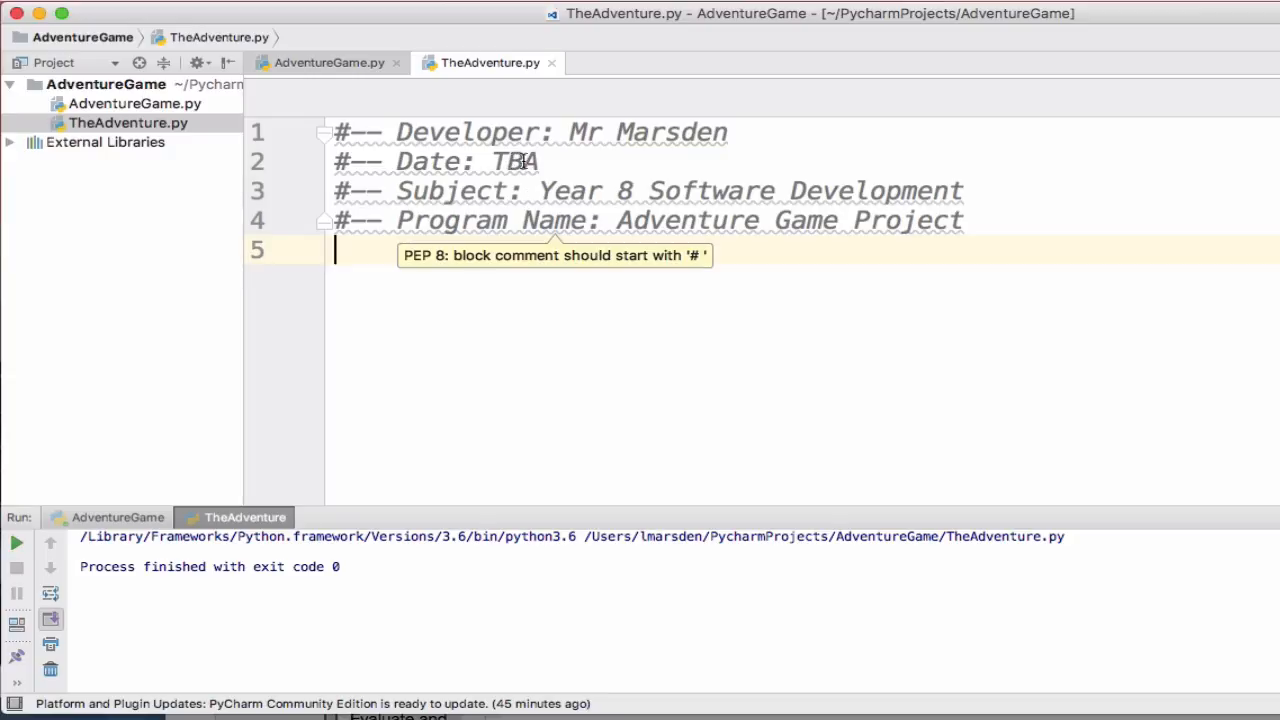 TheAdventure.py - AdventureGame - [~/PycharmProjects/AdventureGame]
AdventureGame
TheAdventure.py
Project
AdventureGame.py
TheAdventure.py
AdventureGame ~/Pycharm
AdventureGame.py
TheAdventure.py
External Libraries
1 #-- Developer: Mr Marsden
2 #-- Date: TBA
3 #-- Subject: Year 8 Software Development
4 #-- Program Name: Adventure Game Project
5
PEP 8: block comment should start with '# '
Run: AdventureGame TheAdventure
/Library/Frameworks/Python.framework/Versions/3.6/bin/python3.6 /Users/lmarsden/PycharmProjects/AdventureGame/TheAdventure.py
Process finished with exit code 0
Platform and Plugin Updates: PyCharm Community Edition is ready to update. (45 minutes ago)
Evaluate and